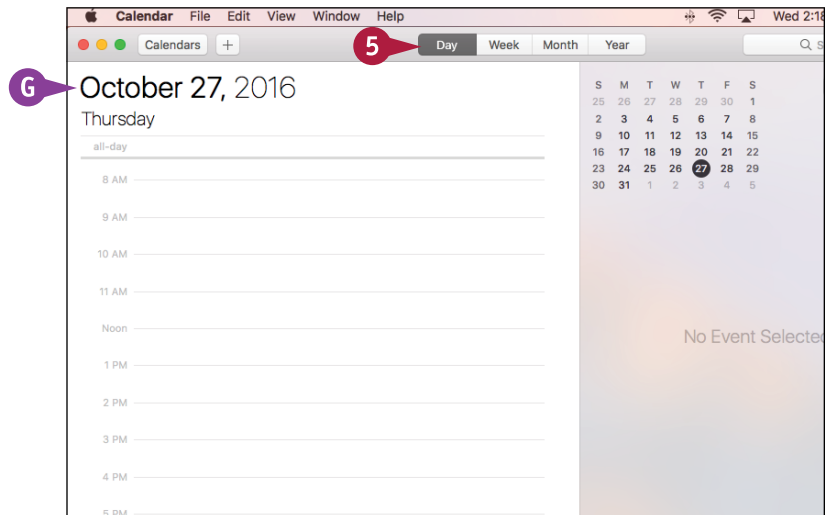 Calendar File Edit View Window Help Wed 2:18
Calendars + 5 Day Week Month Year
G October 27, 2016
Thursday
all-day
8 AM
9 AM
10 AM
11 AM
Noon
1 PM
2 PM
3 PM
4 PM
5 PM
S M T W T F S
25 26 27 28 29 30 1
2 3 4 5 6 7 8
9 10 11 12 13 14 15
16 17 18 19 20 21 22
23 24 25 26 27 28 29
30 31 1 2 3 4 5
No Event Selected